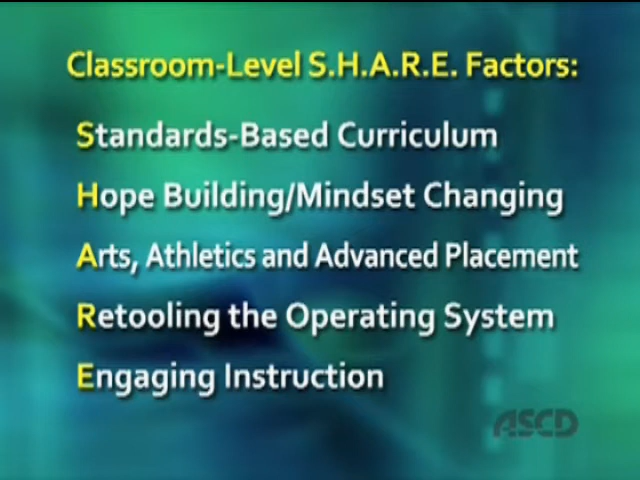 Classroom-Level S.H.A.R.E. Factors:
Standards-Based Curriculum
Hope Building/Mindset Changing
Arts, Athletics and Advanced Placement
Retooling the Operating System
Engaging Instruction
ASCD